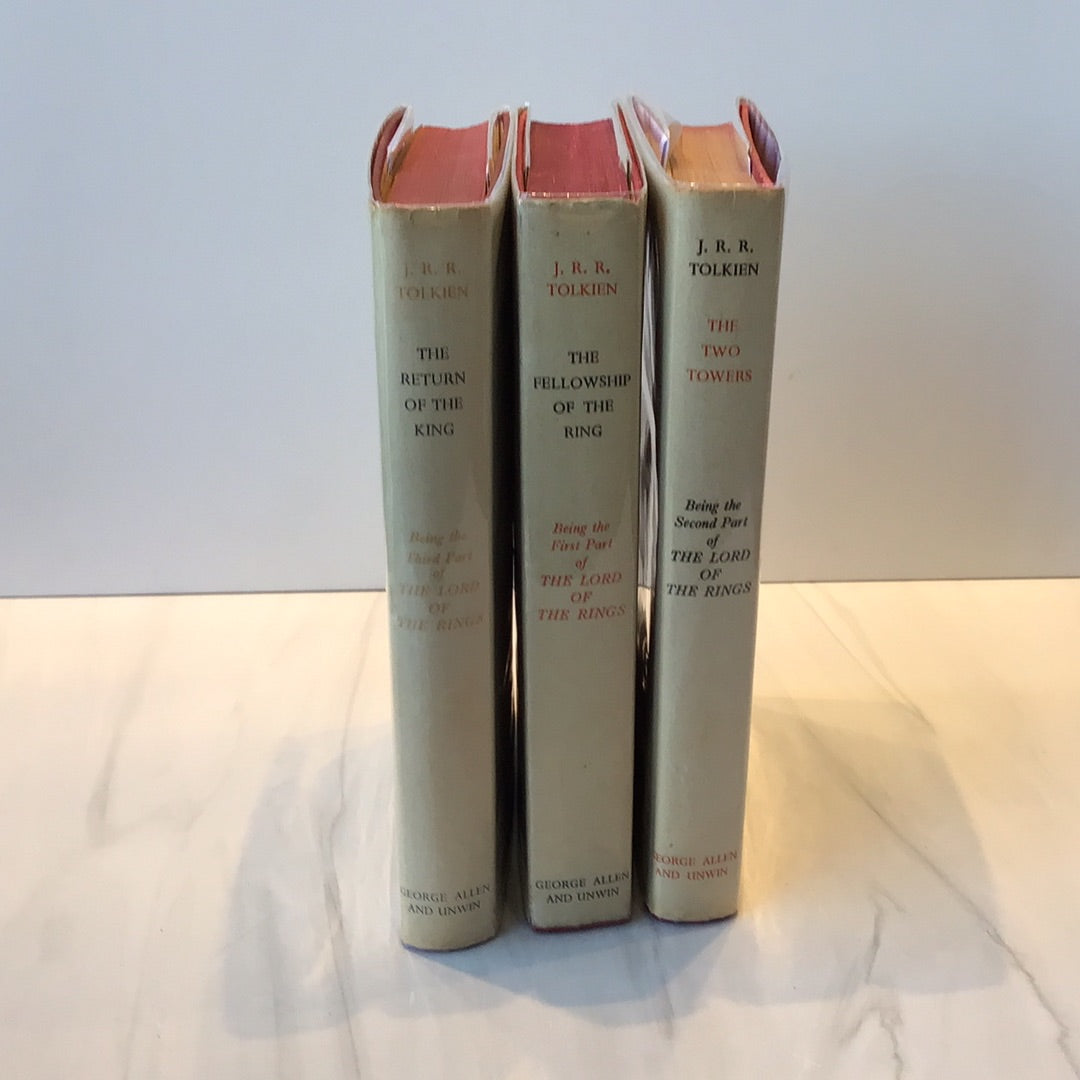 J. R. R.
TOLKIEN
THE
RETURN
OF THE
KING
Being the
Third Part
of
THE LORD
OF
THE RINGS
GEORGE ALLEN
AND UNWIN
J. R. R.
TOLKIEN
THE
FELLOWSHIP
OF THE
RING
Being the
First Part
of
THE LORD
OF
THE RINGS
GEORGE ALLEN
AND UNWIN
J. R. R.
TOLKIEN
THE
TWO
TOWERS
Being the
Second Part
of
THE LORD
OF
THE RINGS
GEORGE ALLEN
AND UNWIN